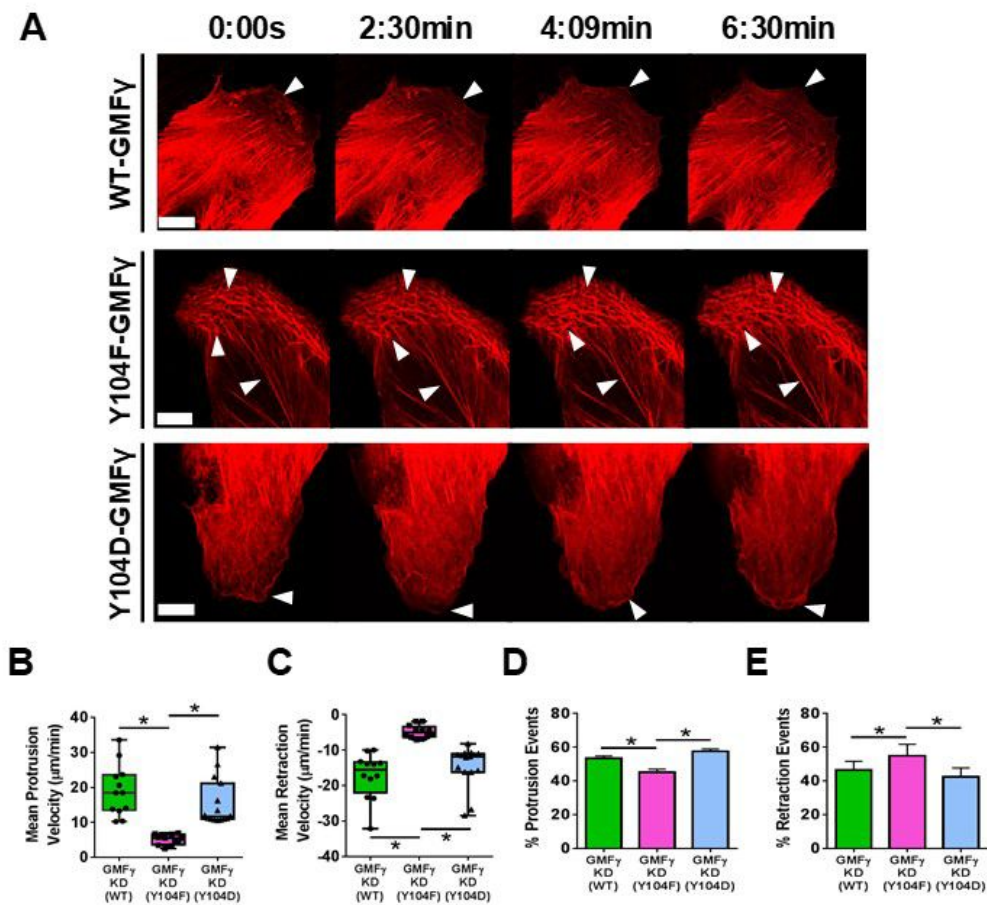 A
0:00s 2:30min 4:09min 6:30min
WT-GMFγ
Y104F-GMFγ
Y104D-GMFγ
B
Mean Protrusion
Velocity (μm/min)
40
30
20
10
0
* *
GMFγ GMFγ GMFγ
KD KD KD
(WT) (Y104F) (Y104D)
C
Mean Retraction
Velocity (μm/min)
0
-10
-20
-30
-40
* *
GMFγ GMFγ GMFγ
KD KD KD
(WT) (Y104F) (Y104D)
D
% Protrusion Events
80
60
40
20
0
* *
GMFγ GMFγ GMFγ
KD KD KD
(WT) (Y104F) (Y104D)
E
% Retraction Events
80
60
40
20
0
* *
GMFγ GMFγ GMFγ
KD KD KD
(WT) (Y104F) (Y104D)